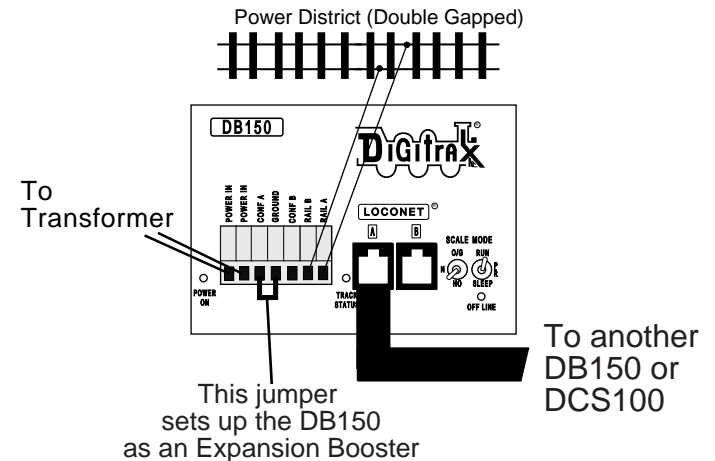 Power District (Double Gapped)
DB150
DIGITRAX
INC.
®
To
Transformer
POWER IN
POWER IN
CONF A
GROUND
CONF B
RAIL B
RAIL A
LOCONET ®
A
B
SCALE MODE
O/G RUN
N
P
R
HO SLEEP
POWER
ON
TRACK
STATUS
OFF LINE
To another
DB150 or
DCS100
This jumper
sets up the DB150
as an Expansion Booster